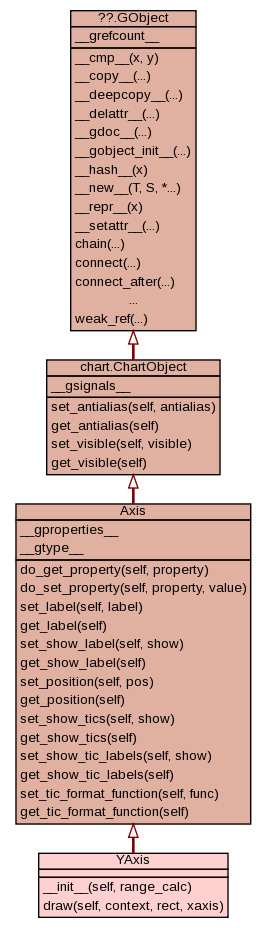 ??.GObject
__grefcount__
__cmp__(x, y)
__copy__(...)
__deepcopy__(...)
__delattr__(...)
__gdoc__(...)
__gobject_init__(...)
__hash__(x)
__new__(T, S, *...)
__repr__(x)
__setattr__(...)
chain(...)
connect(...)
connect_after(...)
...
weak_ref(...)
chart.ChartObject
__gsignals__
set_antialias(self, antialias)
get_antialias(self)
set_visible(self, visible)
get_visible(self)
Axis
__gproperties__
__gtype__
do_get_property(self, property)
do_set_property(self, property, value)
set_label(self, label)
get_label(self)
set_show_label(self, show)
get_show_label(self)
set_position(self, pos)
get_position(self)
set_show_tics(self, show)
get_show_tics(self)
set_show_tic_labels(self, show)
get_show_tic_labels(self)
set_tic_format_function(self, func)
get_tic_format_function(self)
YAxis
__init__(self, range_calc)
draw(self, context, rect, xaxis)